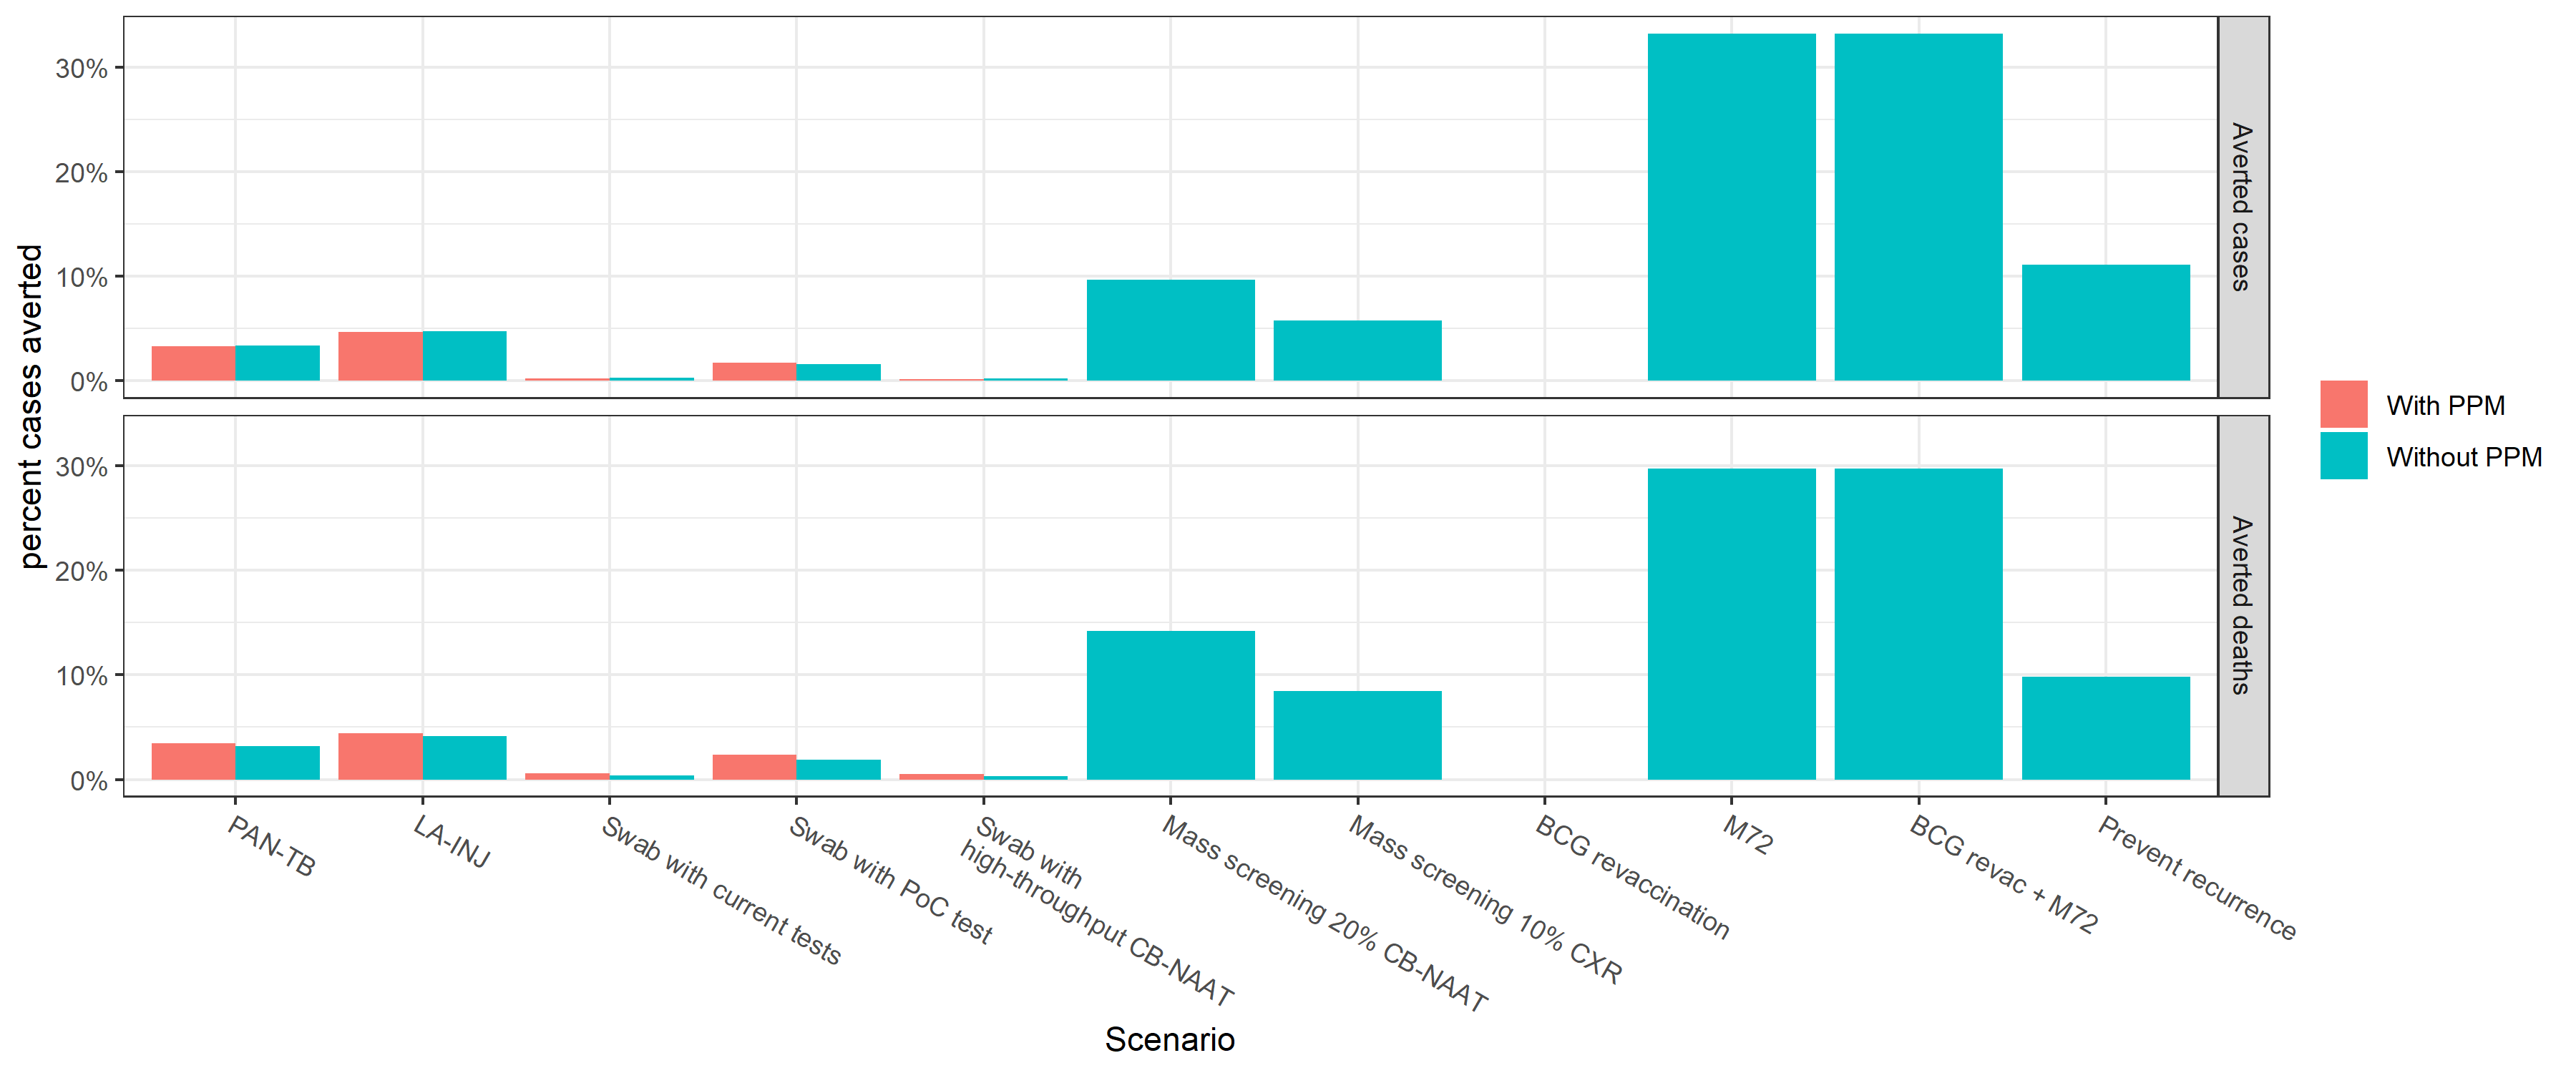 30%
20%
10%
0%
Averted cases
30%
20%
10%
0%
Averted deaths
percent cases averted
PAN-TB
LA-INJ
Swab with current tests
Swab with PoC test
Swab with
high-throughput CB-NAAT
Mass screening 20% CB-NAAT
Mass screening 10% CXR
BCG revaccination
M72
BCG revac + M72
Prevent recurrence
Scenario
With PPM
Without PPM